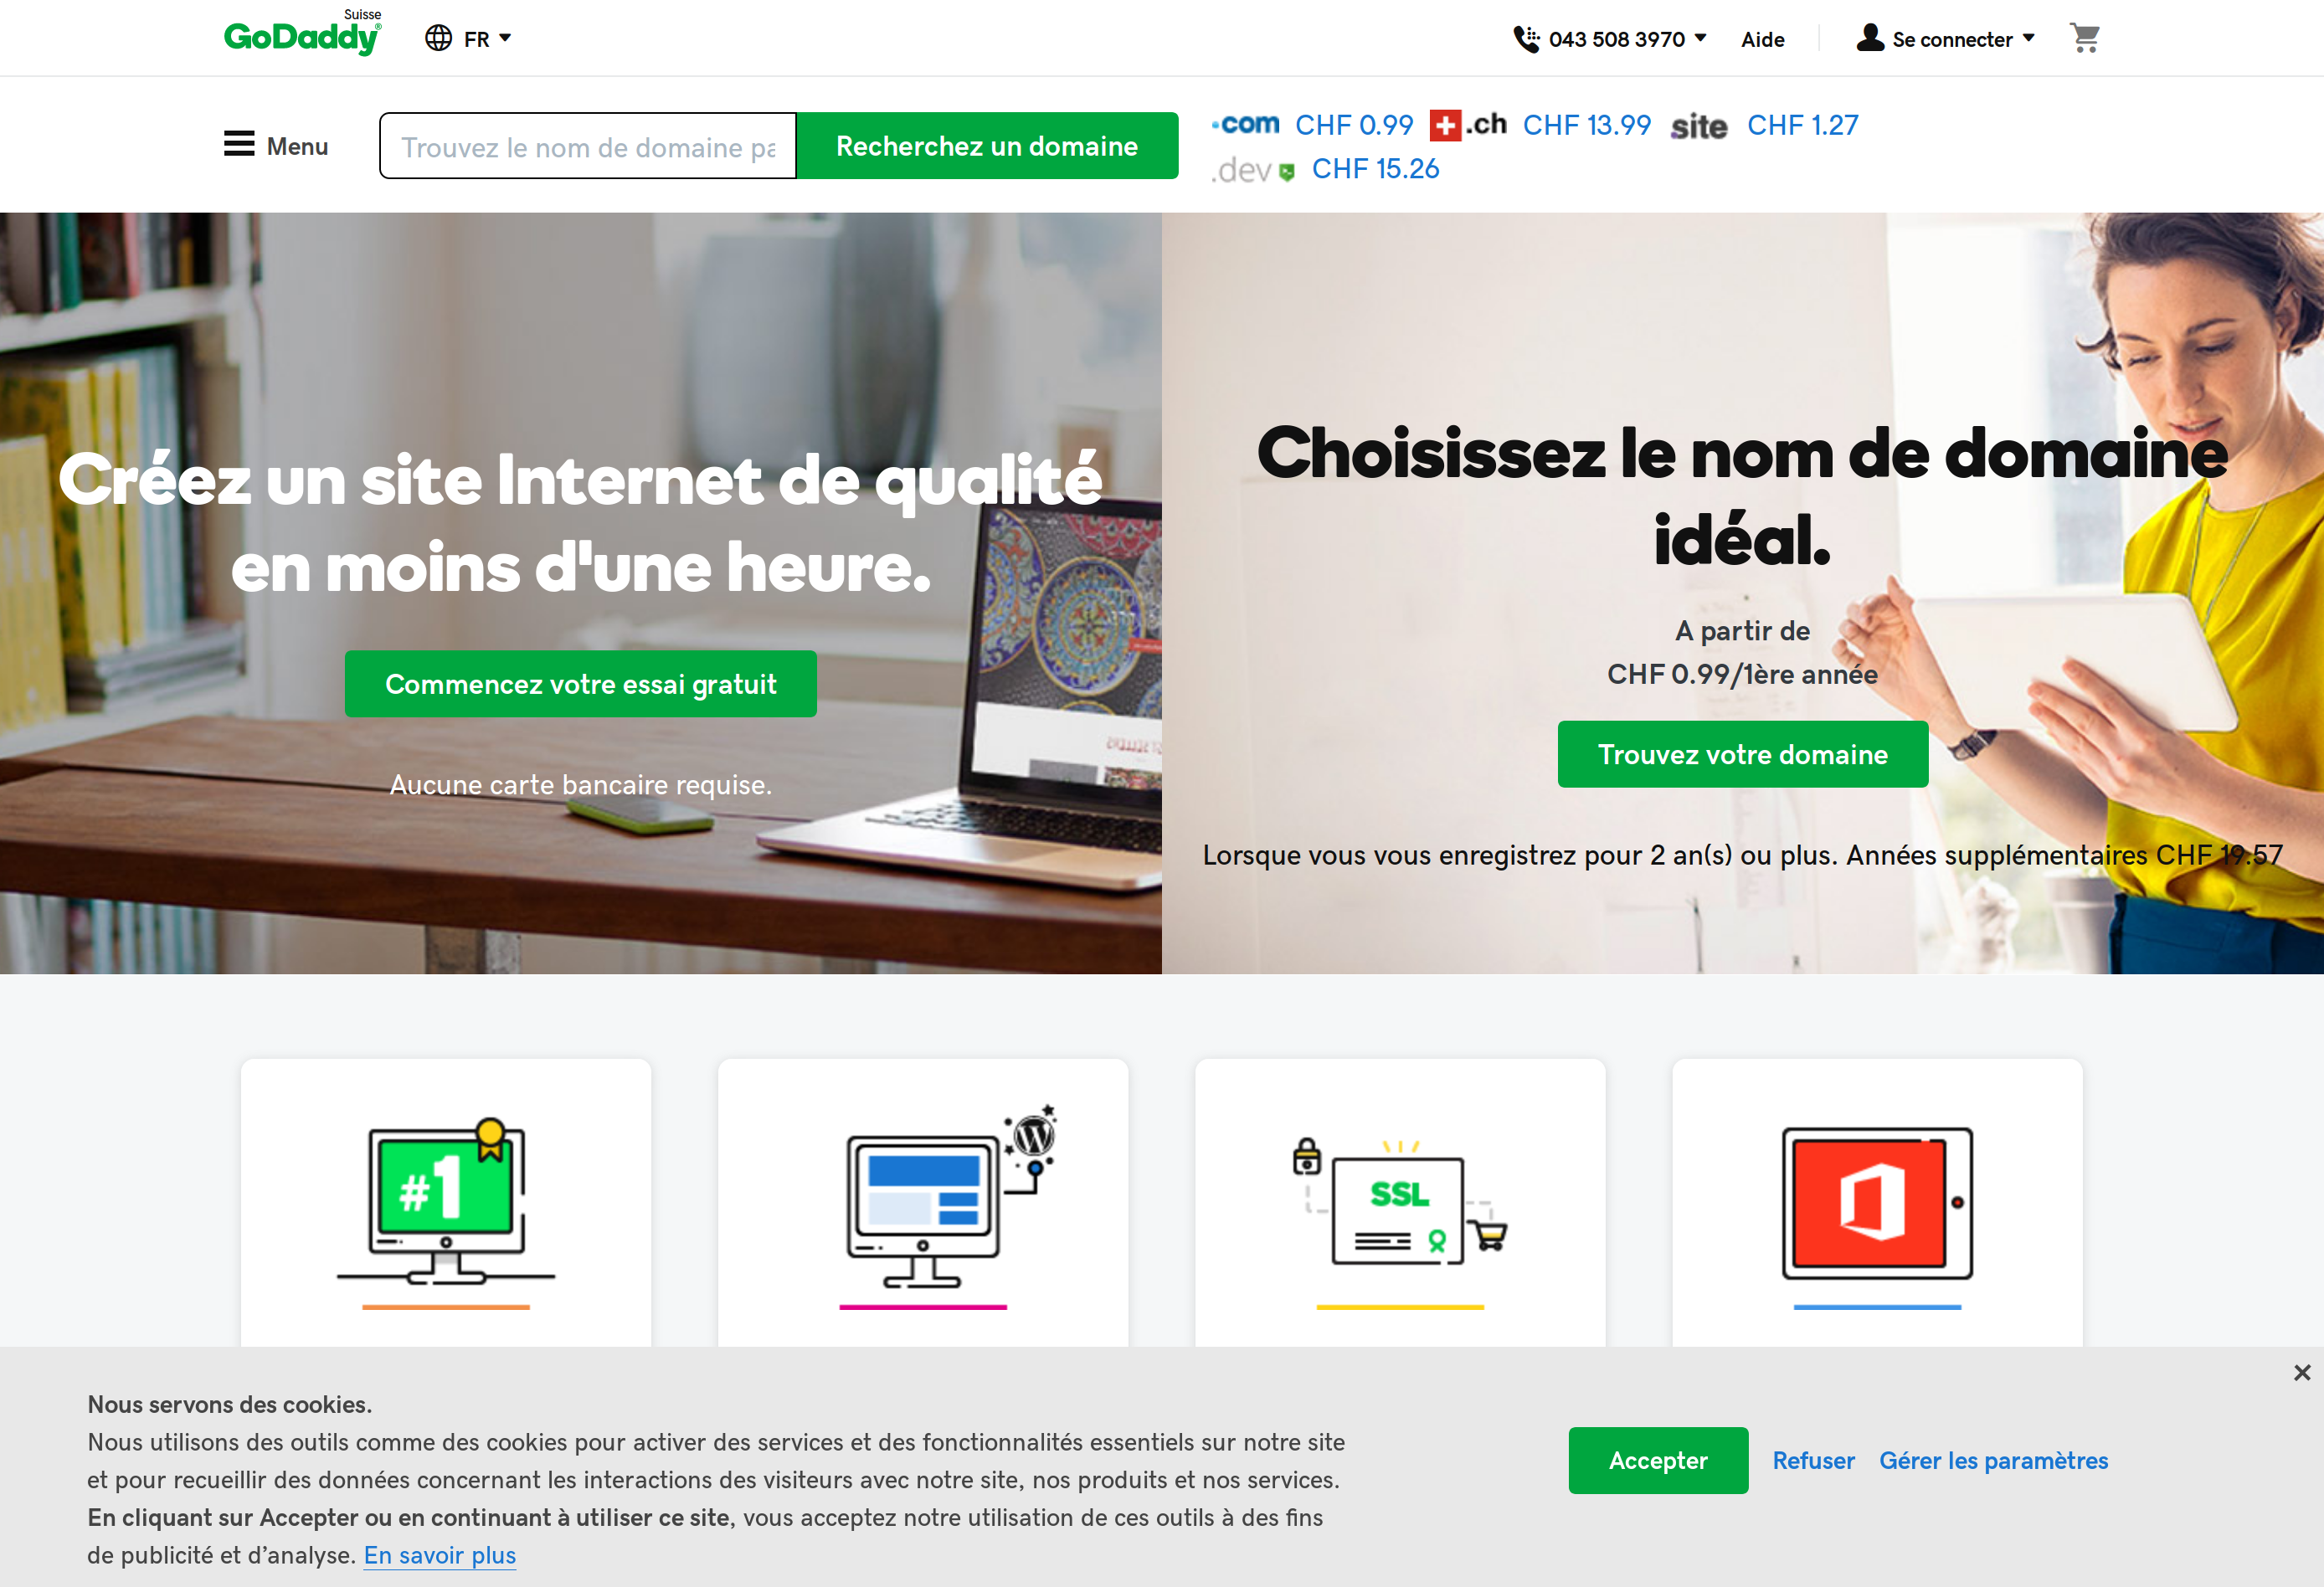 Suisse
GoDaddy®
FR
043 508 3970
Aide
Se connecter
Menu
Trouvez le nom de domaine pa
Recherchez un domaine
.com CHF 0.99 .ch CHF 13.99 site CHF 1.27
.dev CHF 15.26
Créez un site Internet de qualité
en moins d'une heure.
Commencez votre essai gratuit
Aucune carte bancaire requise.
Choisissez le nom de domaine
idéal.
A partir de
CHF 0.99/1ère année
Trouvez votre domaine
Lorsque vous vous enregistrez pour 2 an(s) ou plus. Années supplémentaires CHF 19.57
#1
W
SSL
Nous servons des cookies.
Nous utilisons des outils comme des cookies pour activer des services et des fonctionnalités essentiels sur notre site
et pour recueillir des données concernant les interactions des visiteurs avec notre site, nos produits et nos services.
En cliquant sur Accepter ou en continuant à utiliser ce site, vous acceptez notre utilisation de ces outils à des fins
de publicité et d’analyse. En savoir plus
Accepter
Refuser
Gérer les paramètres